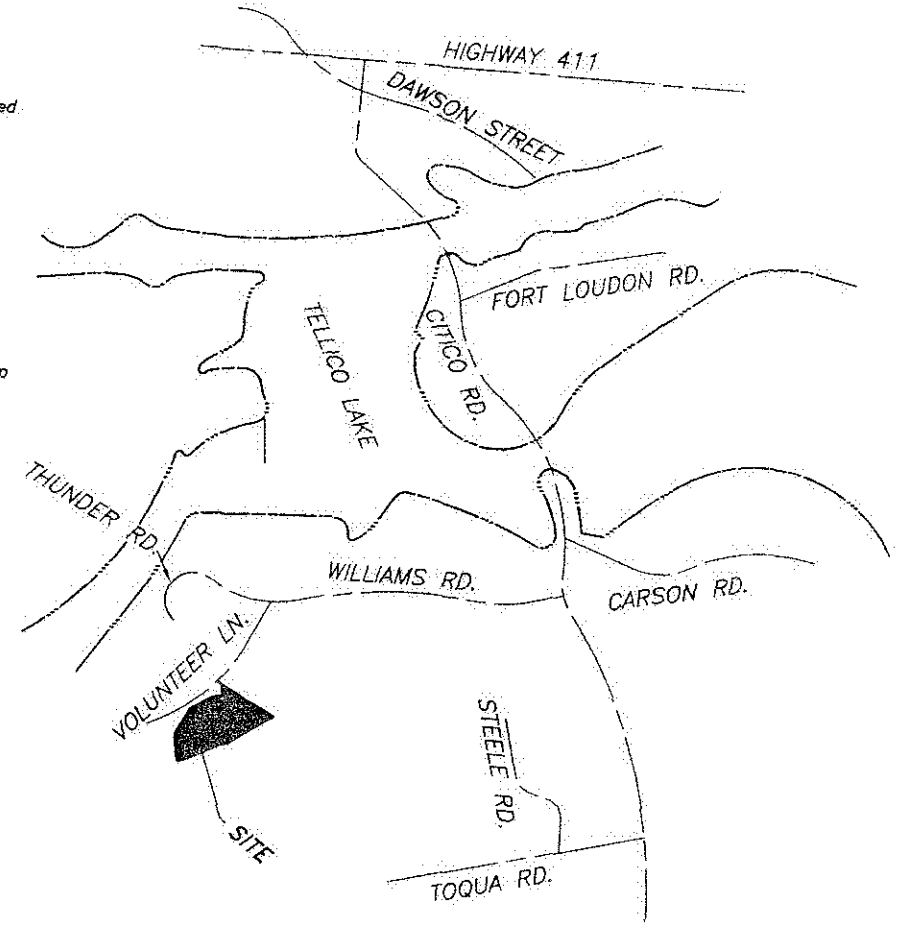 HIGHWAY 411
ed
DAWSON STREET
FORT LOUDON RD.
TELLICO LAKE
CITICO RD.
p
THUNDER RD.
WILLIAMS RD.
CARSON RD.
VOLUNTEER LN.
STEELE RD.
SITE
TOQUA RD.